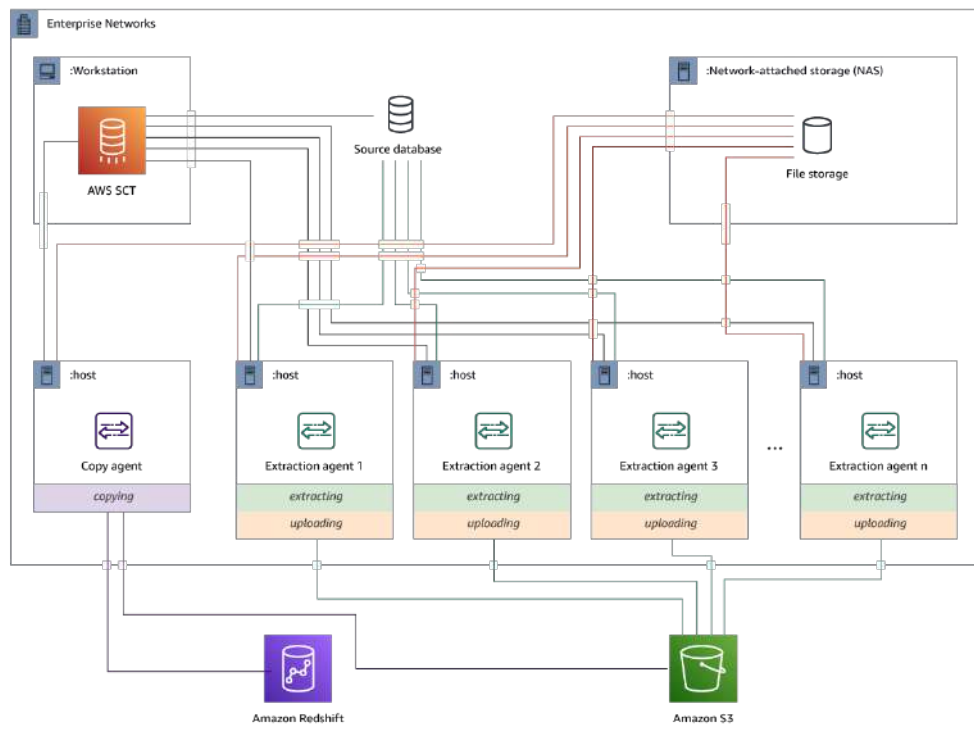 Enterprise Networks
:Workstation
:Network-attached storage (NAS)
Source database
File storage
AWS SCT
:host
:host
:host
:host
:host
Copy agent
Extraction agent 1
Extraction agent 2
Extraction agent 3
...
Extraction agent n
copying
extracting
extracting
extracting
extracting
uploading
uploading
uploading
uploading
Amazon Redshift
Amazon S3